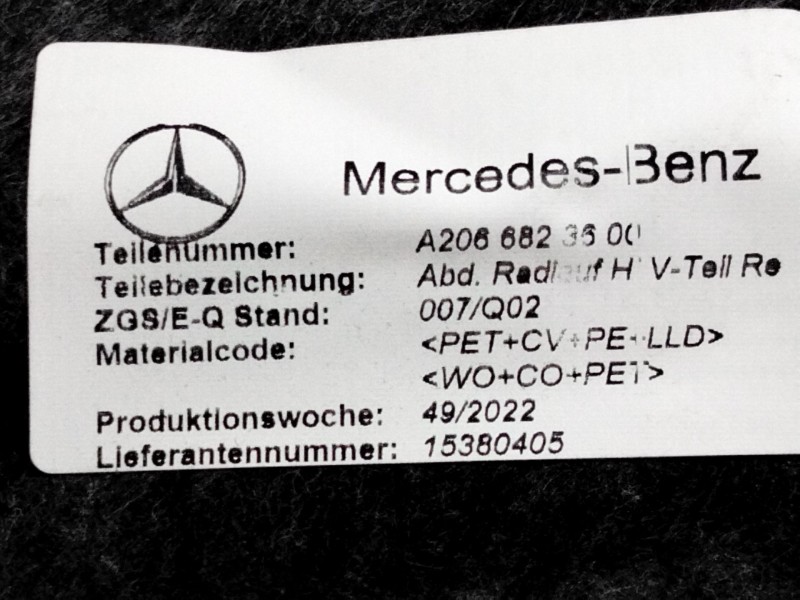 Mercedes-Benz
Teilenummer: A206 682 36 00
Teilebezeichnung: Abd. H V-Teil Re
ZGS/E-Q Stand: 007/Q02
Materialcode: <PET+CV+PE-LLD>
<WO+CO+PET>
Produktionswoche: 49/2022
Lieferantennummer: 15380405